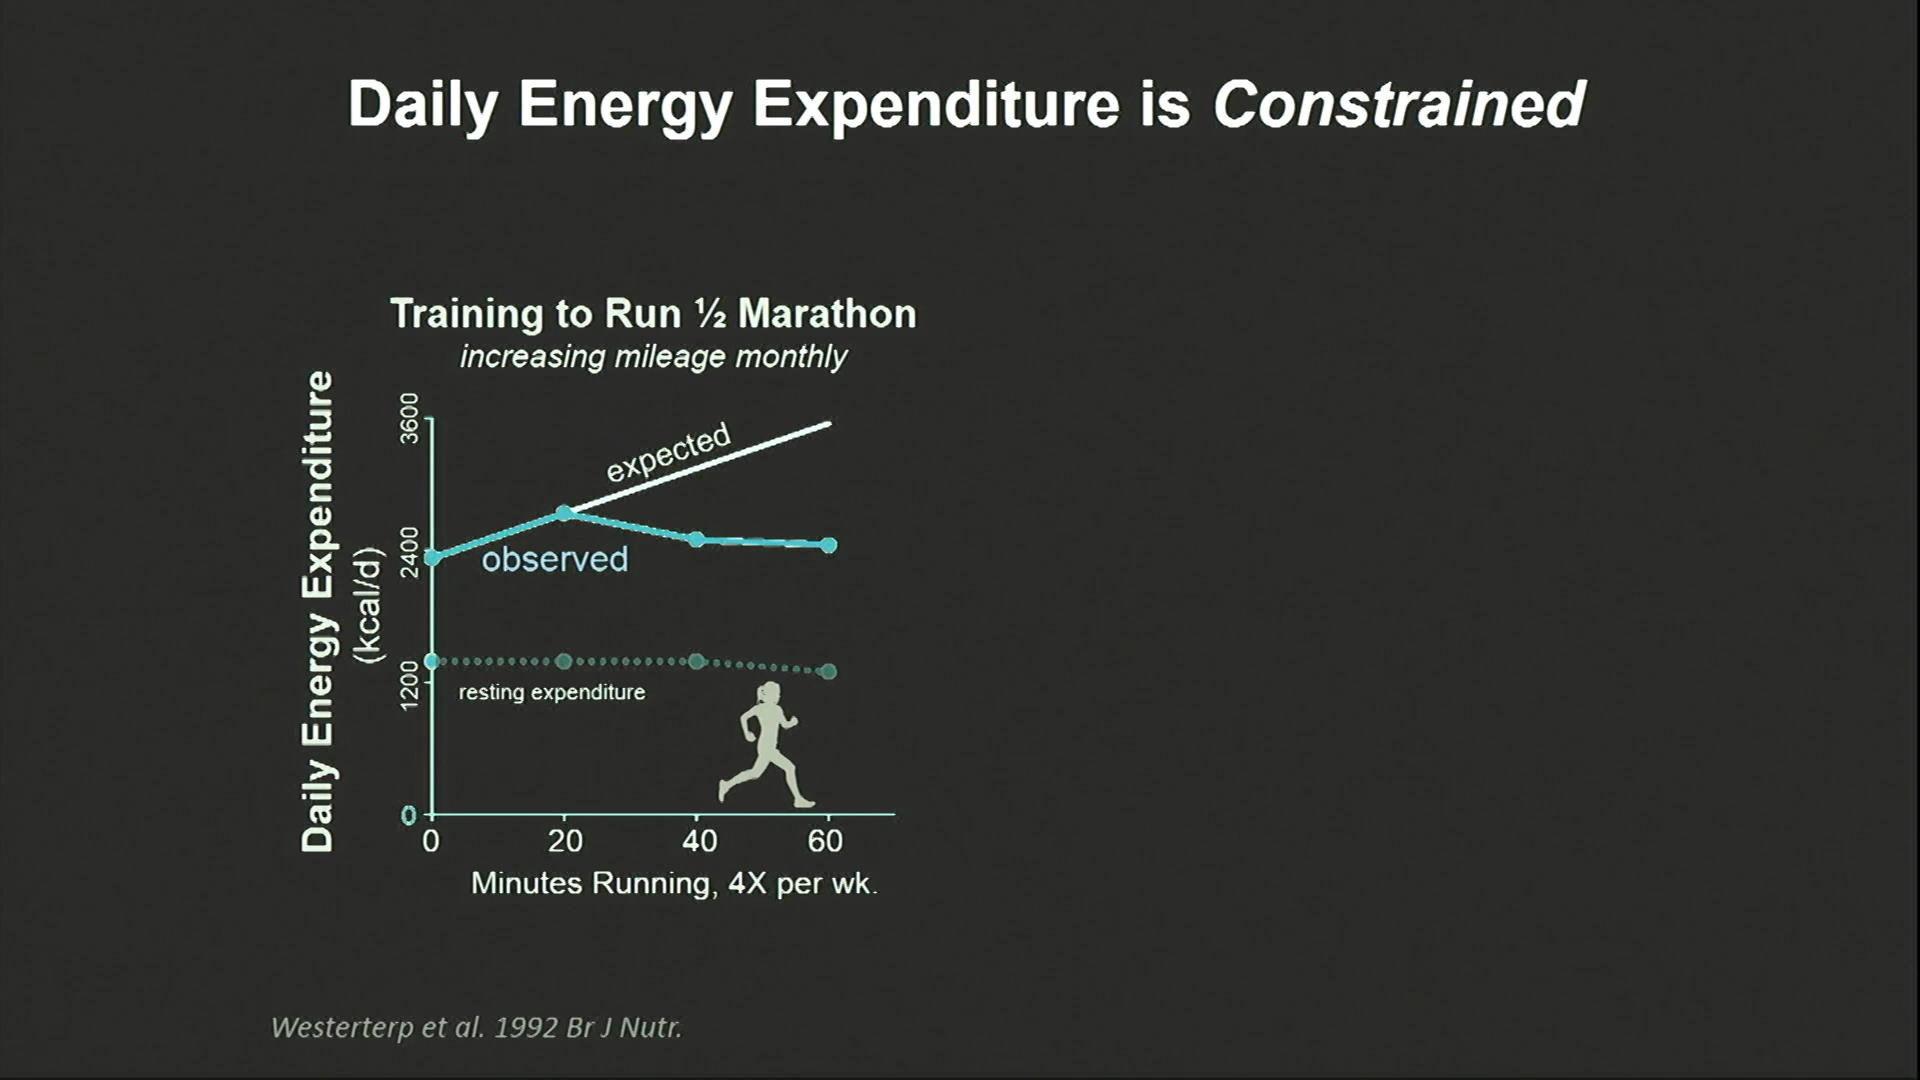 Daily Energy Expenditure is Constrained
Training to Run ½ Marathon
increasing mileage monthly
Daily Energy Expenditure
(kcal/d)
3600
2400
1200
0
expected
observed
resting expenditure
0 20 40 60
Minutes Running, 4X per wk.
Westerterp et al. 1992 Br J Nutr.